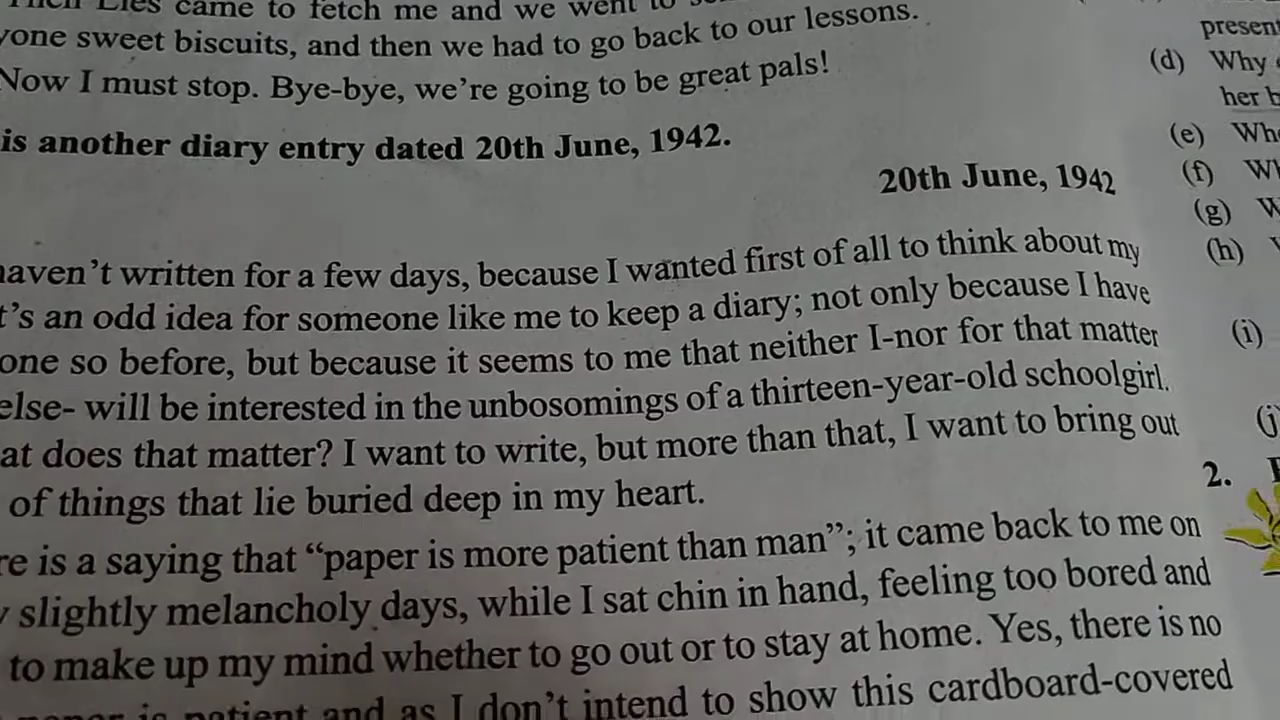 came to fetch me and we went to
yone sweet biscuits, and then we had to go back to our lessons.
Now I must stop. Bye-bye, we're going to be great pals!
is another diary entry dated 20th June, 1942.
20th June, 1942
haven't written for a few days, because I wanted first of all to think about my
t's an odd idea for someone like me to keep a diary; not only because I have
one so before, but because it seems to me that neither I-nor for that matter
else- will be interested in the unbosomings of a thirteen-year-old schoolgirl.
at does that matter? I want to write, but more than that, I want to bring out
of things that lie buried deep in my heart.
re is a saying that "paper is more patient than man"; it came back to me on
y slightly melancholy days, while I sat chin in hand, feeling too bored and
to make up my mind whether to go out or to stay at home. Yes, there is no
is patient and as I don't intend to show this cardboard-covered
present
(d) Why
her b
(e) Wh
(f) Wh
(g) W
(h)
(i)
(j)
2.